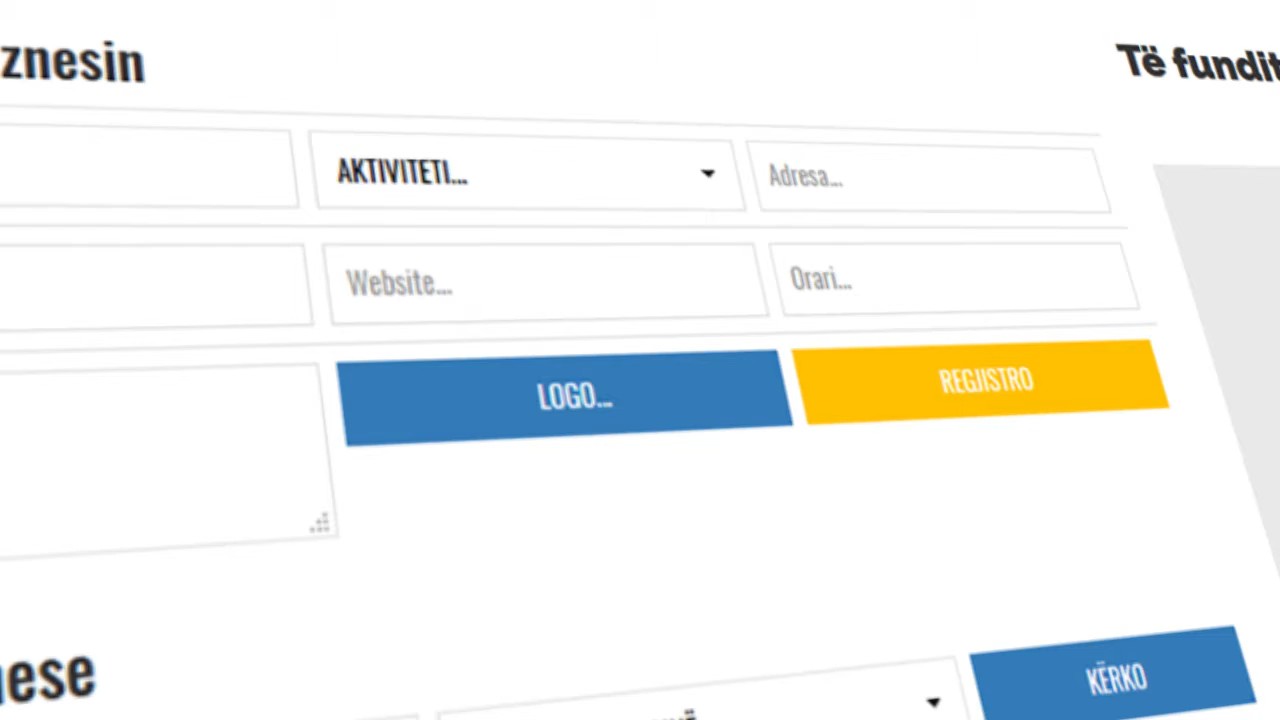 znesin
Të fundit
AKTIVITETI...
Adresa...
Website...
Orari...
LOGO...
REGJISTRO
ese
KËRKO